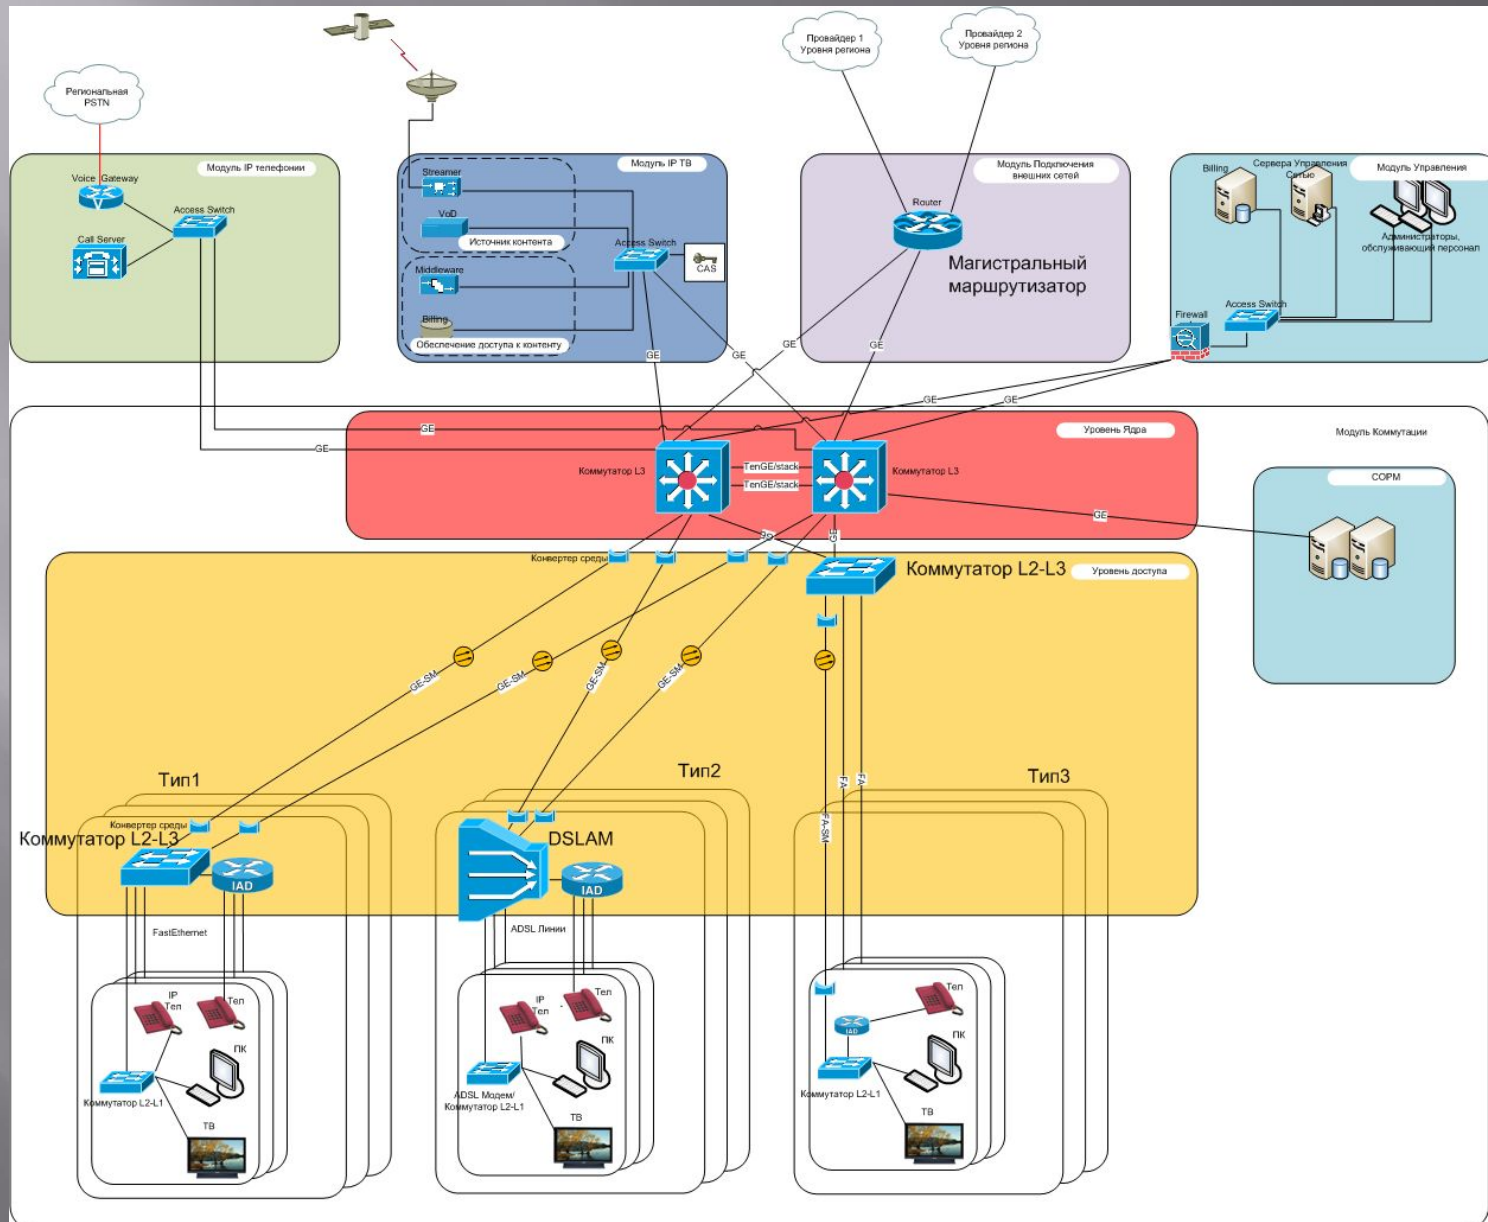 Провайдер 1
Уровня региона
Провайдер 2
Уровня региона
Региональная
PSTN
Модуль IP телефонии
Voice Gateway
V
Access Switch
Call Server
Модуль IP ТВ
Streamer
VoD
Источник контента
Access Switch
CAS
Middleware
Billing
Обеспечение доступа к контенту
Модуль Подключения
внешних сетей
Router
Магистральный
маршрутизатор
Billing
Сервера Управления
Сетью
Модуль Управления
Администраторы,
обслуживающий персонал
Access Switch
Firewall
GE
GE
GE
GE
GE
GE
GE
GE
Уровень Ядра
Модуль Коммутации
Коммутатор L3
TenGE/stack
TenGE/stack
Коммутатор L3
СОРМ
GE
GE
GE
Конвертер среды
Коммутатор L2-L3
Уровень доступа
GE-SM
GE-SM
GE-SM
GE-SM
FA
FA
FA-SM
Тип1
Тип2
Тип3
Конвертер среды
Коммутатор L2-L3
IAD
DSLAM
IAD
FastEthernet
ADSL Линии
IP
Тел
Тел
ПК
Коммутатор L2-L1
ТВ
IP
Тел
-
Тел
ПК
ADSL Модем/
Коммутатор L2-L1
ТВ
Тел
IAD
ПК
Коммутатор L2-L1
ТВ